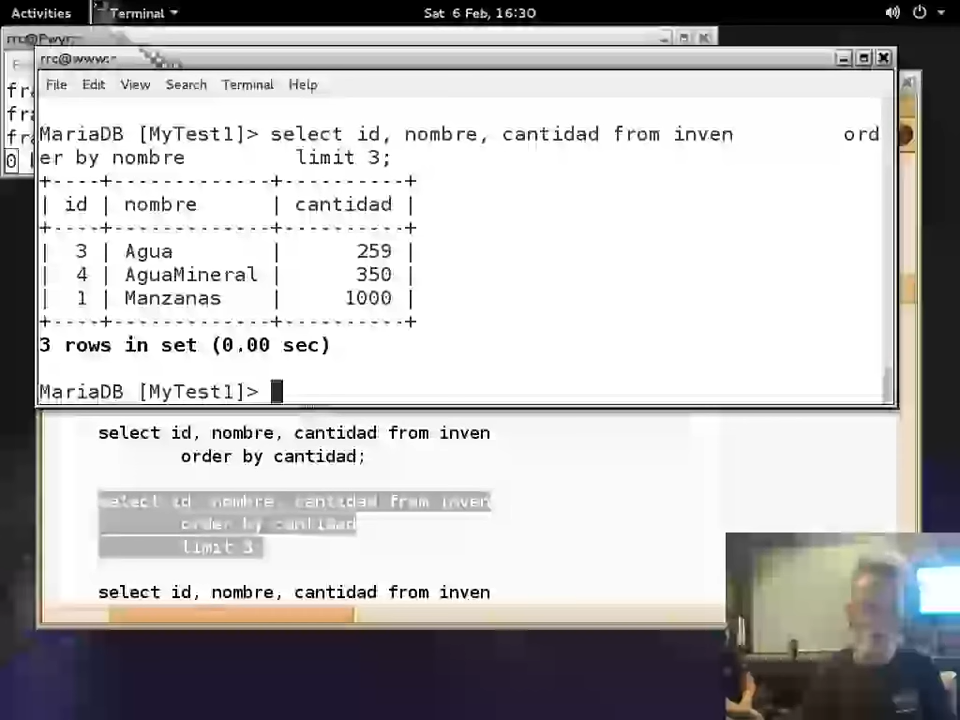 Activities Terminal Sat 6 Feb, 16:30
rrc@www:~
File Edit View Search Terminal Help
MariaDB [MyTest1]> select id, nombre, cantidad from inven ord
er by nombre limit 3;
+----+-------------+----------+
| id | nombre | cantidad |
+----+-------------+----------+
| 3 | Agua | 259 |
| 4 | AguaMineral | 350 |
| 1 | Manzanas | 1000 |
+----+-------------+----------+
3 rows in set (0.00 sec)
MariaDB [MyTest1]>
select id, nombre, cantidad from inven
order by cantidad;
select id, nombre, cantidad from inven
order by cantidad
limit 3
select id, nombre, cantidad from inven